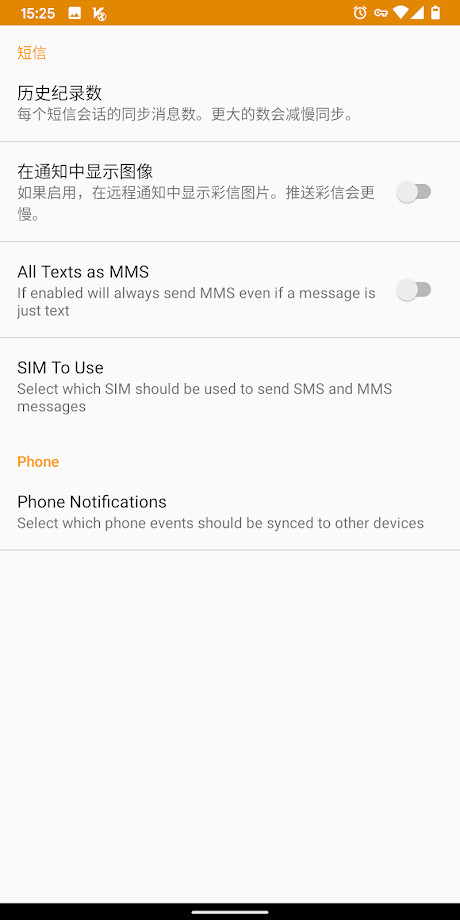 15:25
短信
历史纪录数
每个短信会话的同步消息数。更大的数会减慢同步。
在通知中显示图像
如果启用，在远程通知中显示彩信图片。推送彩信会更
慢。
All Texts as MMS
If enabled will always send MMS even if a message is
just text
SIM To Use
Select which SIM should be used to send SMS and MMS
messages
Phone
Phone Notifications
Select which phone events should be synced to other devices